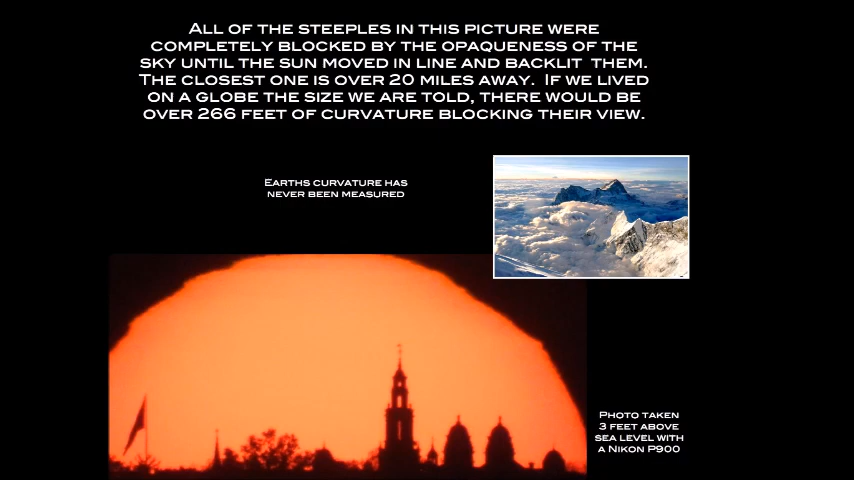 ALL OF THE STEEPLES IN THIS PICTURE WERE
COMPLETELY BLOCKED BY THE OPAQUENESS OF THE
SKY UNTIL THE SUN MOVED IN LINE AND BACKLIT THEM.
THE CLOSEST ONE IS OVER 20 MILES AWAY. IF WE LIVED
ON A GLOBE THE SIZE WE ARE TOLD, THERE WOULD BE
OVER 266 FEET OF CURVATURE BLOCKING THEIR VIEW.
EARTHS CURVATURE HAS
NEVER BEEN MEASURED
PHOTO TAKEN
3 FEET ABOVE
SEA LEVEL WITH
A NIKON P900